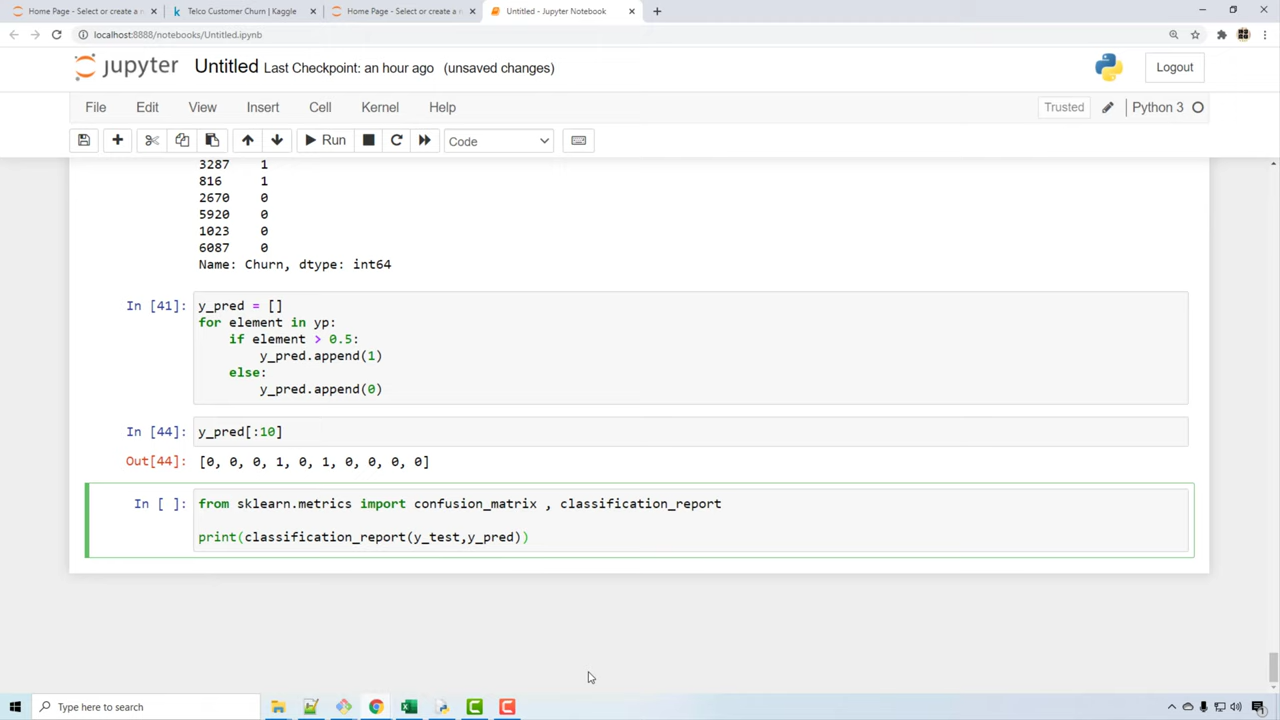 Home Page - Select or create a n
Telco Customer Churn | Kaggle
Home Page - Select or create a n
Untitled - Jupyter Notebook
localhost:8888/notebooks/Untitled.ipynb
jupyter Untitled Last Checkpoint: an hour ago (unsaved changes)
Logout
File Edit View Insert Cell Kernel Help
Trusted Python 3
Run Code
3287 1
816 1
2670 0
5920 0
1023 0
6087 0
Name: Churn, dtype: int64
In [41]: y_pred = []
for element in yp:
if element > 0.5:
y_pred.append(1)
else:
y_pred.append(0)
In [44]: y_pred[:10]
Out[44]: [0, 0, 0, 1, 0, 1, 0, 0, 0, 0]
In [ ]: from sklearn.metrics import confusion_matrix , classification_report
print(classification_report(y_test,y_pred))
Type here to search